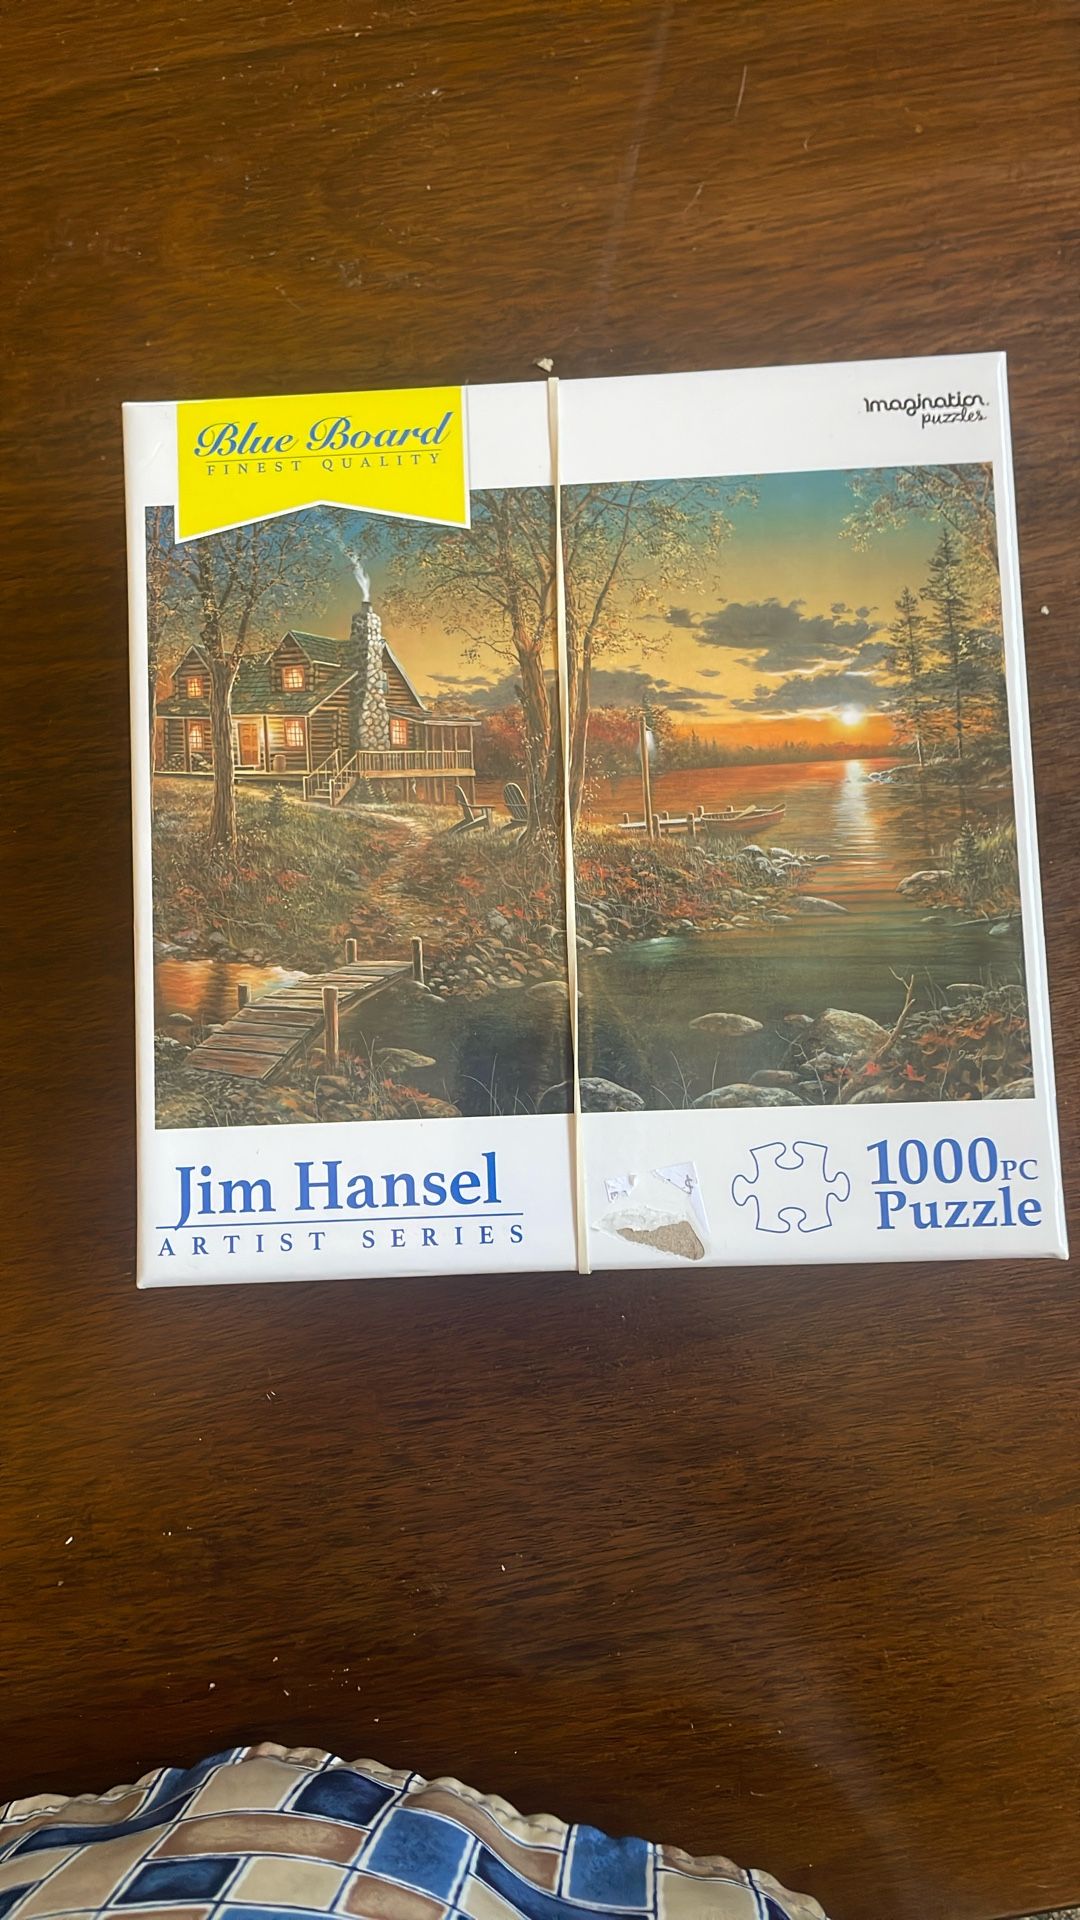 Blue Board
FINEST QUALITY
imagination
puzzles
Jim Hansel
ARTIST SERIES
1000PC
Puzzle